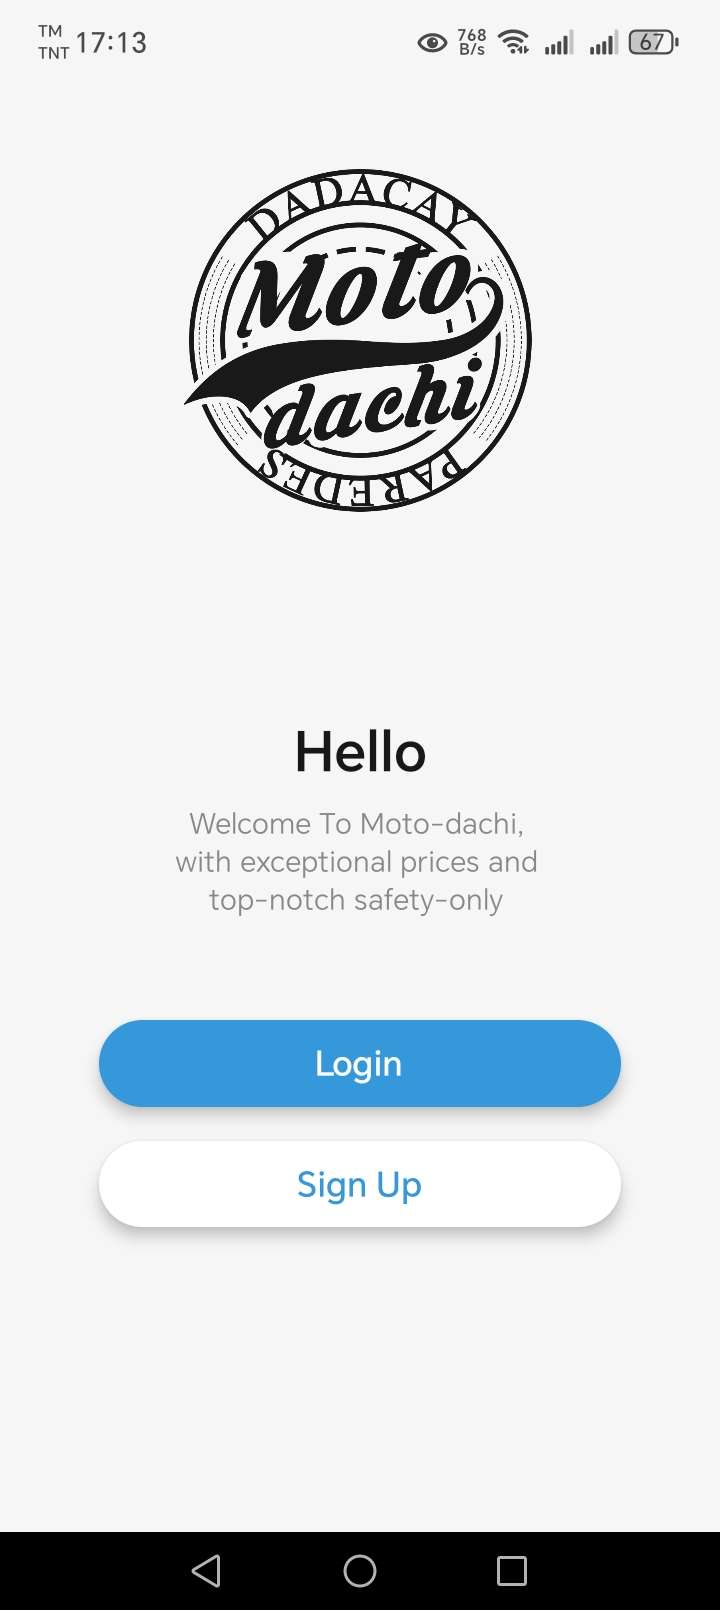 TM
TNT 17:13
768
B/s
67
DADACAY
Moto
dachi
PAREDES
Hello
Welcome To Moto-dachi,
with exceptional prices and
top-notch safety-only
Login
Sign Up